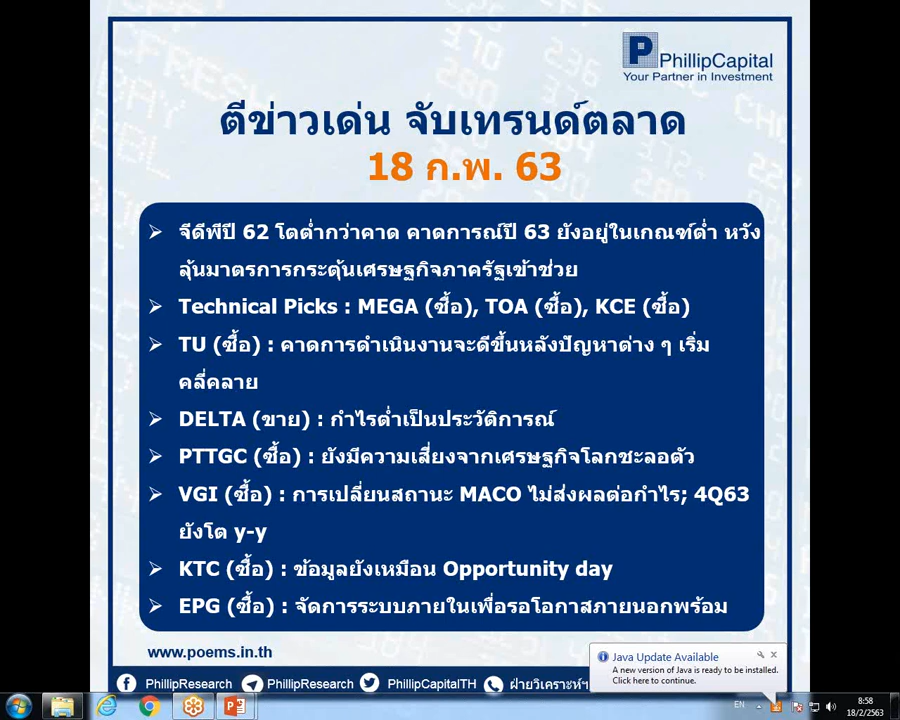 PhillipCapital
Your Partner in Investment
ตีข่าวเด่น จับเทรนด์ตลาด
18 ก.พ. 63
จีดีพีปี 62 โตต่ำกว่าคาด คาดการณ์ปี 63 ยังอยู่ในเกณฑ์ต่ำ หวัง
ลุ้นมาตรการกระตุ้นเศรษฐกิจภาครัฐเข้าช่วย
Technical Picks : MEGA (ซื้อ), TOA (ซื้อ), KCE (ซื้อ)
TU (ซื้อ) : คาดการดำเนินงานจะดีขึ้นหลังปัญหาต่าง ๆ เริ่ม
คลี่คลาย
DELTA (ขาย) : กำไรต่ำเป็นประวัติการณ์
PTTGC (ซื้อ) : ยังมีความเสี่ยงจากเศรษฐกิจโลกชะลอตัว
VGI (ซื้อ) : การเปลี่ยนสถานะ MACO ไม่ส่งผลต่อกำไร; 4Q63
ยังโต y-y
KTC (ซื้อ) : ข้อมูลยังเหมือน Opportunity day
EPG (ซื้อ) : จัดการระบบภายในเพื่อรอโอกาสภายนอกพร้อม
www.poems.in.th
Java Update Available
A new version of Java is ready to be installed.
Click here to continue.
PhillipResearch PhillipResearch PhillipCapitalTH ฝ่ายวิเคราะห์ฯ
EN 8:58
18/2/2563